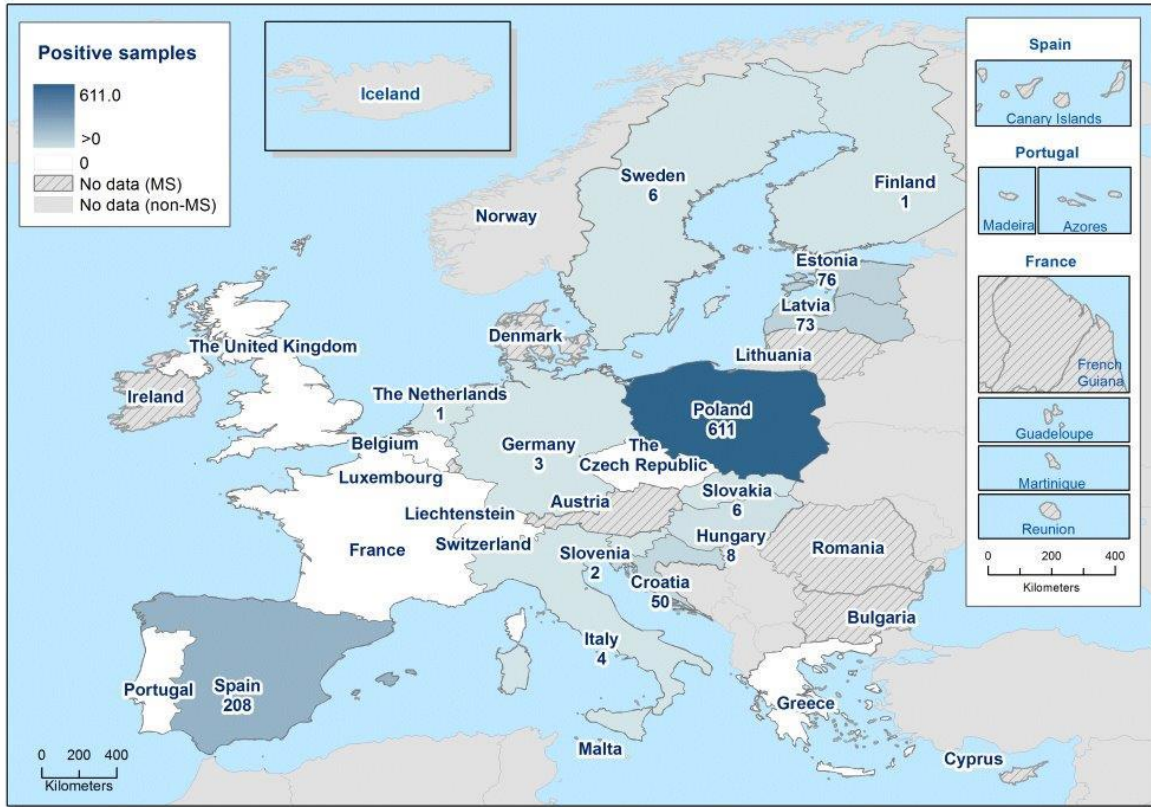 Positive samples
611.0
>0
0
No data (MS)
No data (non-MS)
Iceland
Spain
Canary Islands
Portugal
Madeira
Azores
France
French
Guiana
Guadeloupe
Martinique
Reunion
0 200 400
Kilometers
Sweden
6
Finland
1
Norway
Estonia
76
Latvia
73
Denmark
Lithuania
The United Kingdom
Ireland
The Netherlands
1
Poland
611
Belgium
Germany
3
The
Czech Republic
Luxembourg
Slovakia
6
Austria
Liechtenstein
Hungary
8
Switzerland
France
Slovenia
2
Romania
Croatia
50
Bulgaria
Italy
4
Portugal
Spain
208
Greece
Malta
Cyprus
0 200 400
Kilometers